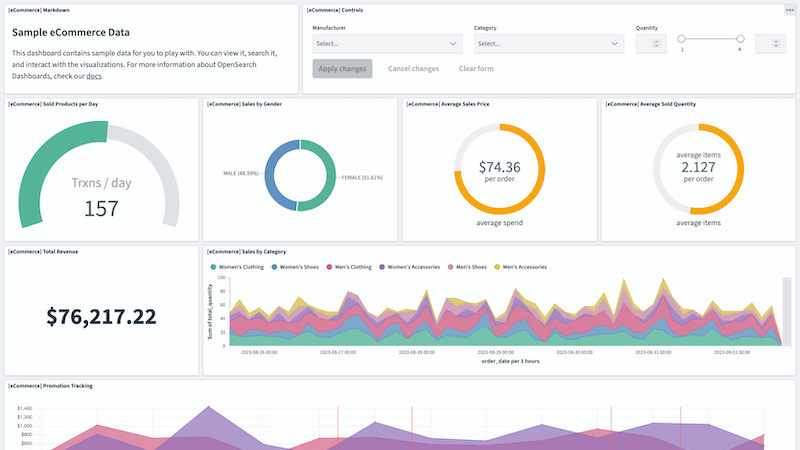 [eCommerce] Markdown
Sample eCommerce Data
This dashboard contains sample data for you to play with. You can view it, search it,
and interact with the visualizations. For more information about OpenSearch
Dashboards, check our docs.
[eCommerce] Controls
Manufacturer
Category
Quantity
Select...
Select...
1
4
Apply changes
Cancel changes
Clear form
[eCommerce] Sold Products per Day
Trxns / day
157
[eCommerce] Sales by Gender
MALE (48.39%)
FEMALE (51.61%)
[eCommerce] Average Sales Price
$74.36
per order
average spend
[eCommerce] Average Sold Quantity
average items
2.127
per order
average items
[eCommerce] Total Revenue
$76,217.22
[eCommerce] Sales by Category
Women's Clothing
Women's Shoes
Men's Clothing
Women's Accessories
Men's Shoes
Men's Accessories
Sum of total_quantity
100
80
60
40
20
0
2023-08-26 00:00
2023-08-27 00:00
2023-08-28 00:00
2023-08-29 00:00
2023-08-30 00:00
2023-08-31 00:00
2023-09-01 00:00
order_date per 3 hours
[eCommerce] Promotion Tracking
$1,400
$1,200
$1,000
$800
$600